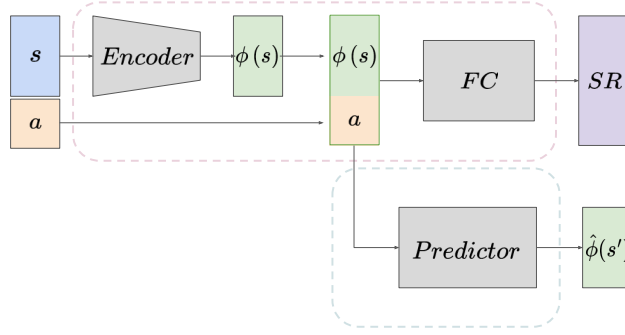 s
Encoder
ϕ(s)
ϕ(s)
FC
SR
a
a
Predictor
ϕ̂(s′)